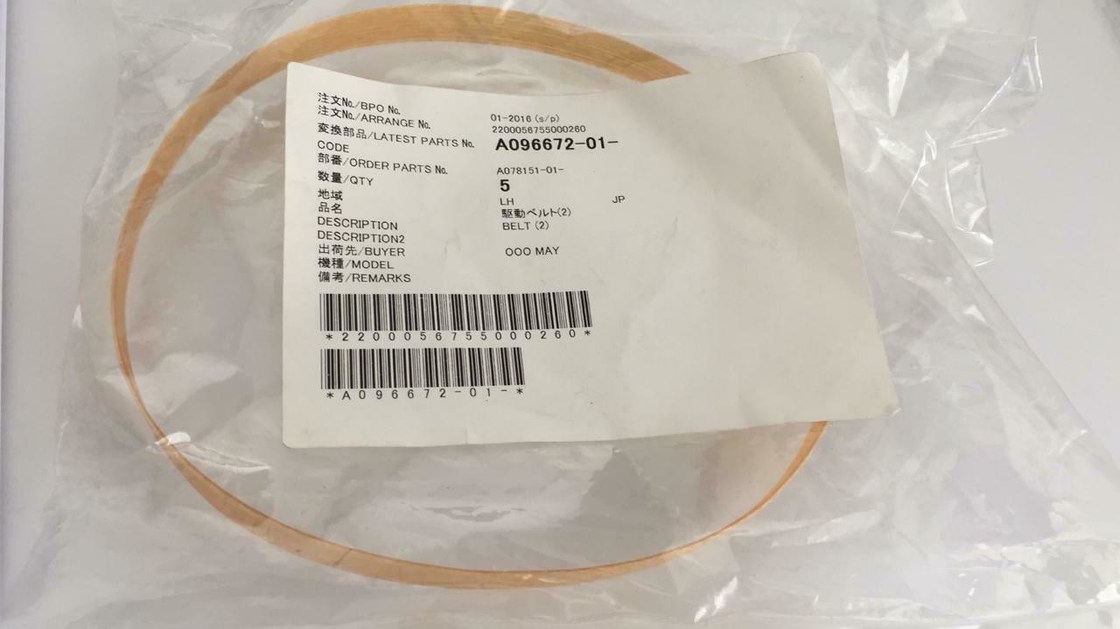 注文No./BPO No. 01-2016 (s/p)
注文No./ARRANGE No. 2200056755000260
変換部品/LATEST PARTS No. A096672-01-
CODE
部番/ORDER PARTS No. A078151-01-
数量/QTY 5
地域 LH JP
品名 駆動ベルト(2)
DESCRIPTION BELT (2)
DESCRIPTION2
出荷先/BUYER OOO MAY
機種/MODEL
備考/REMARKS
*2200056755000260*
*A096672-01-*